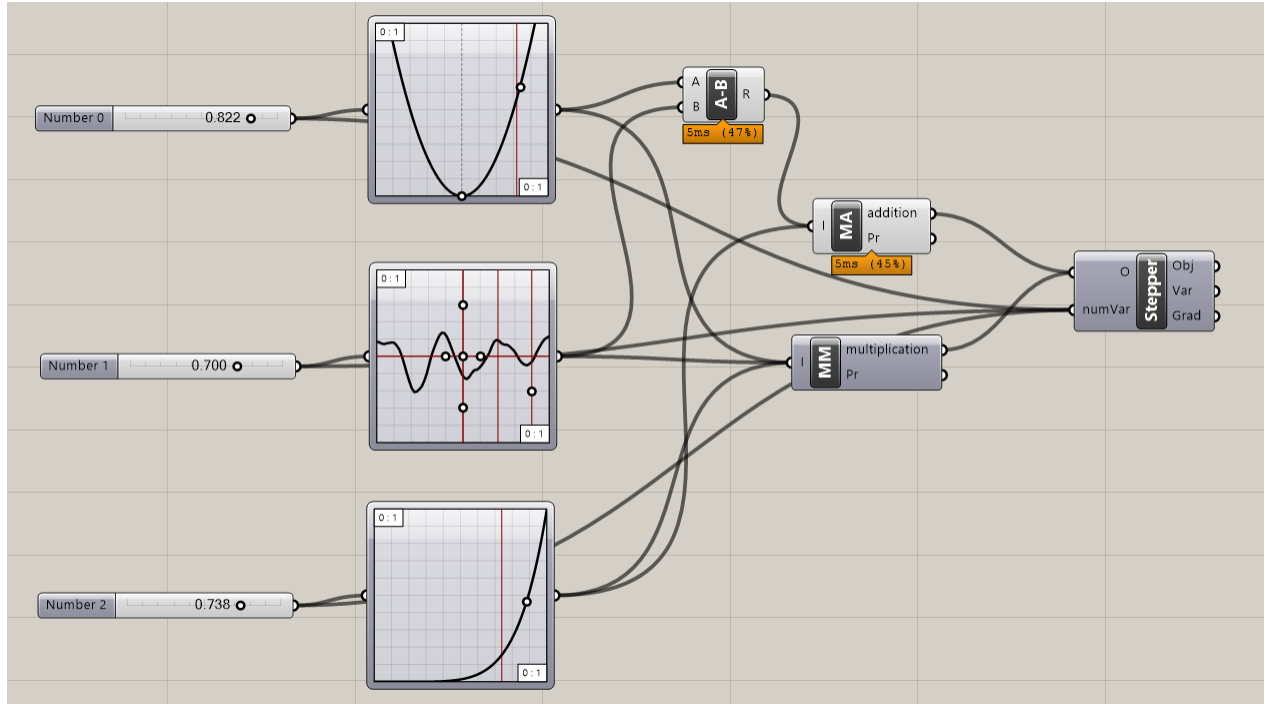 0:1
0:1
Number 0
0.822
A
B
A-B
R
5ms (47%)
I
MA
addition
Pr
5ms (45%)
O
numVar
Stepper
Obj
Var
Grad
0:1
0:1
Number 1
0.700
I
MM
multiplication
Pr
0:1
0:1
Number 2
0.738